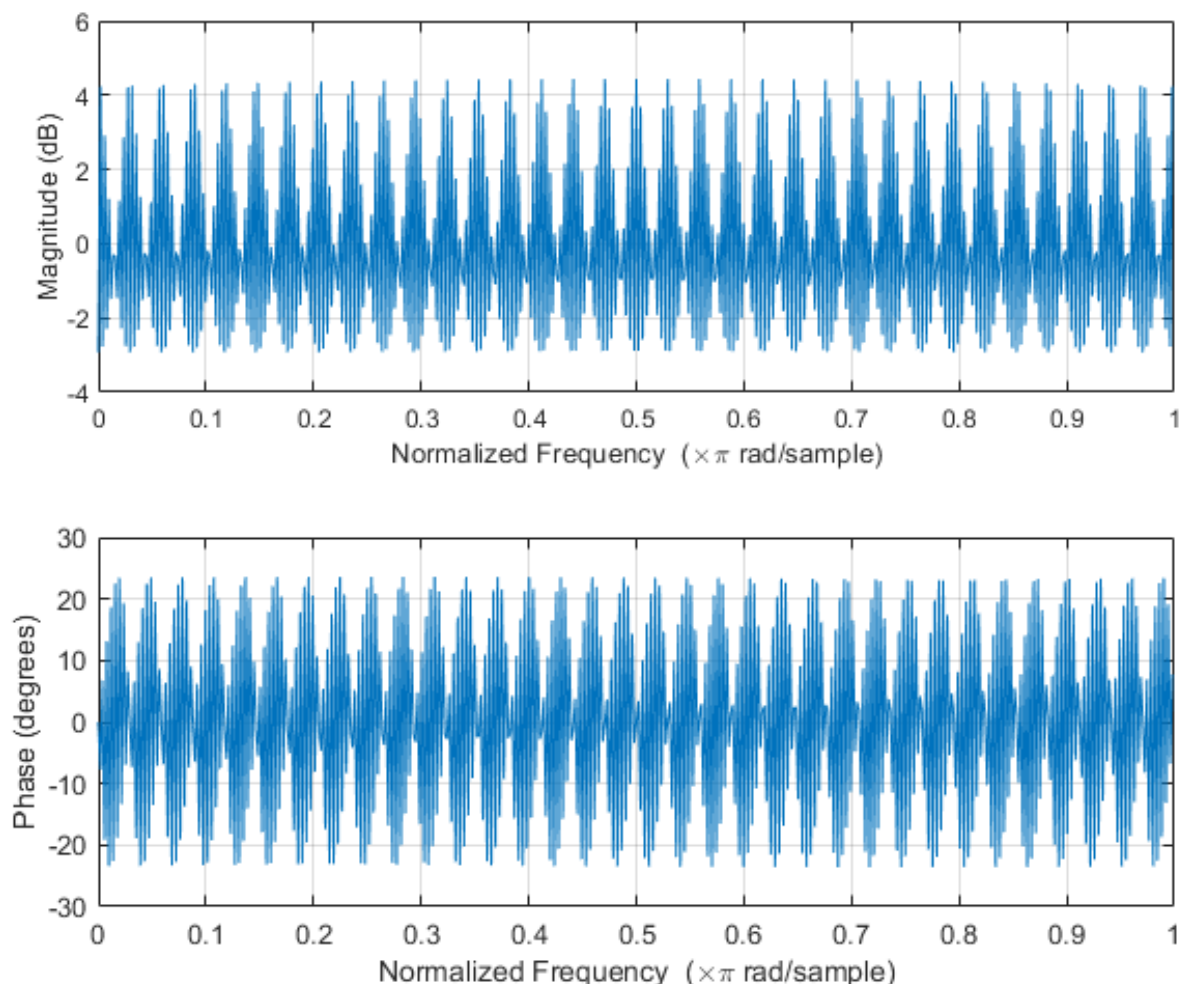 6
4
2
0
-2
-4
Magnitude (dB)
0 0.1 0.2 0.3 0.4 0.5 0.6 0.7 0.8 0.9 1
Normalized Frequency (×π rad/sample)
30
20
10
0
-10
-20
-30
Phase (degrees)
0 0.1 0.2 0.3 0.4 0.5 0.6 0.7 0.8 0.9 1
Normalized Frequency (×π rad/sample)